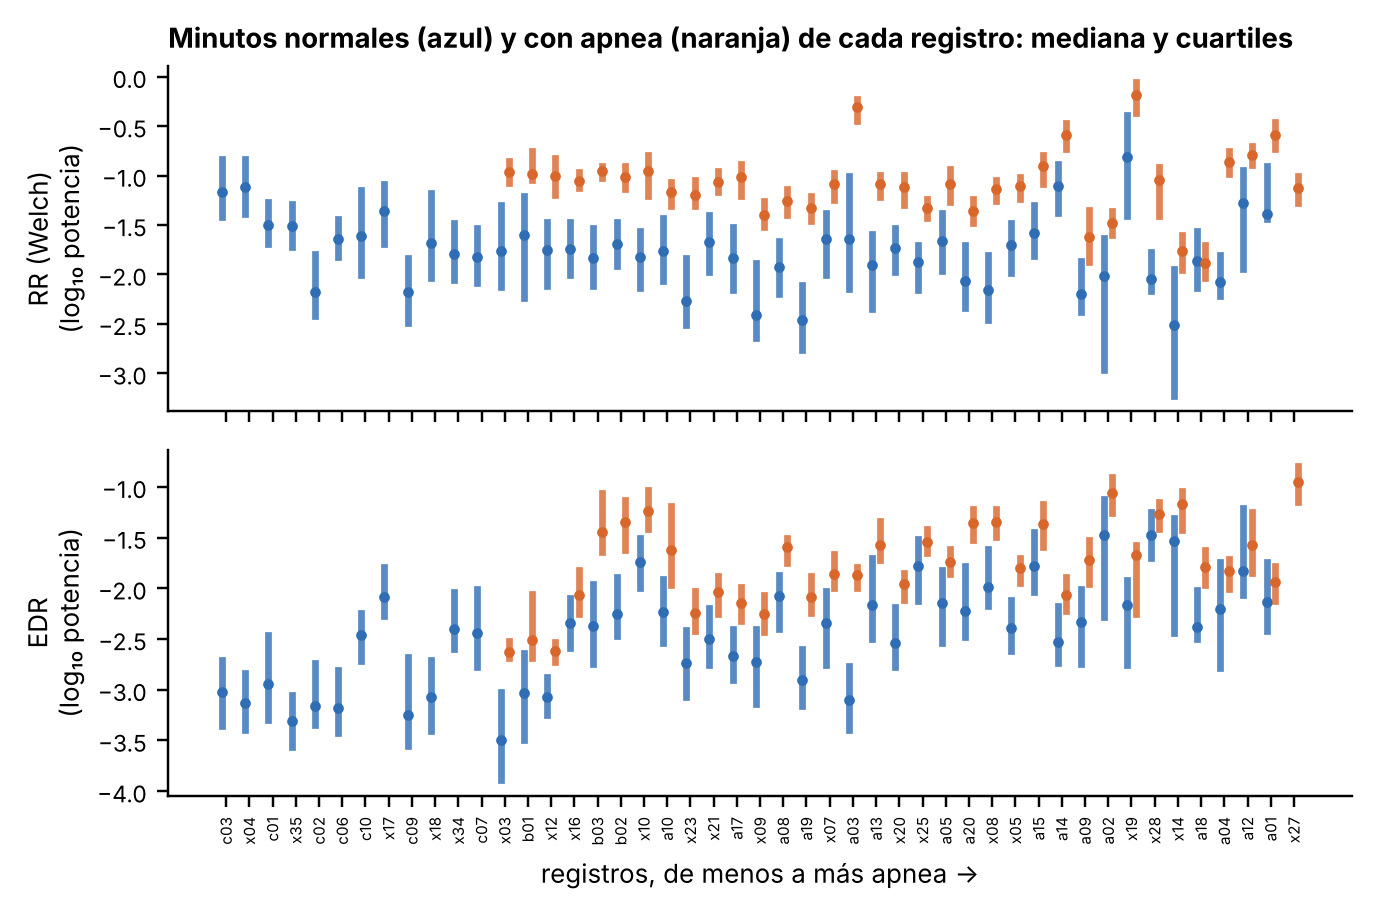 Minutos normales (azul) y con apnea (naranja) de cada registro: mediana y cuartiles
RR (Welch)
(log₁₀ potencia)
0.0
−0.5
−1.0
−1.5
−2.0
−2.5
−3.0
EDR
(log₁₀ potencia)
−1.0
−1.5
−2.0
−2.5
−3.0
−3.5
−4.0
c03 x04 c01 x35 c02 c06 c10 x17 c09 x18 x34 c07 x03 b01 x12 x16 b03 b02 x10 a10 x23 x21 a17 x09 a08 a19 x07 a03 a13 x20 x25 a05 a20 x08 x05 a15 a14 a09 a02 x19 x28 x14 a18 a04 a12 a01 x27
registros, de menos a más apnea →